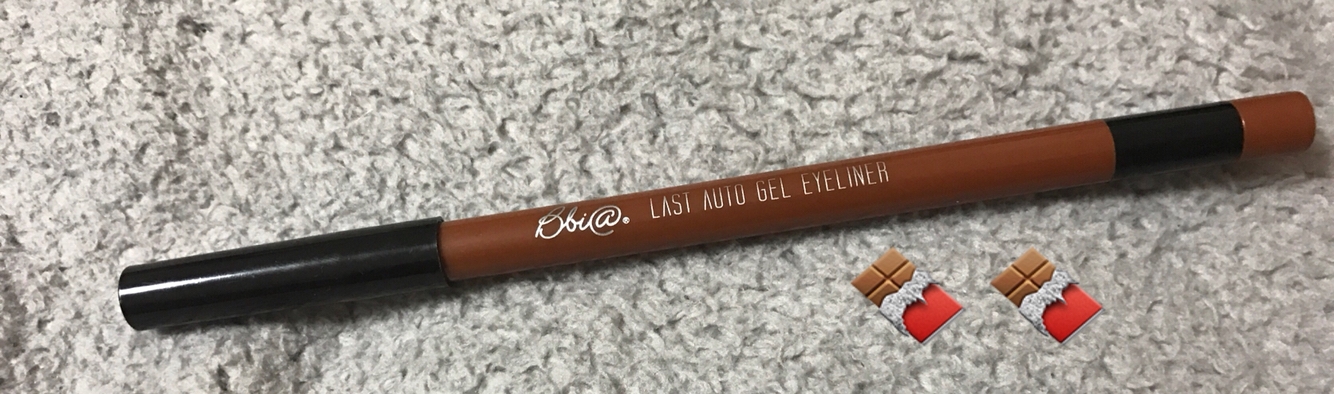 Bbi@® LAST AUTO GEL EYELINER